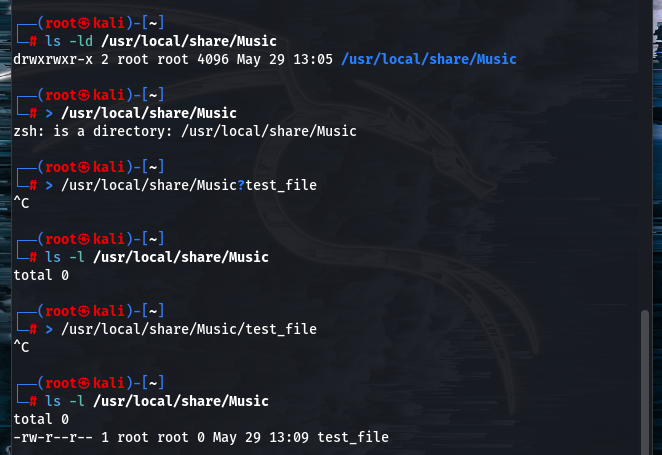 ┌──(root㉿kali)-[~]
└─# ls -ld /usr/local/share/Music
drwxrwxr-x 2 root root 4096 May 29 13:05 /usr/local/share/Music
┌──(root㉿kali)-[~]
└─# > /usr/local/share/Music
zsh: is a directory: /usr/local/share/Music
┌──(root㉿kali)-[~]
└─# > /usr/local/share/Music?test_file
^C
┌──(root㉿kali)-[~]
└─# ls -l /usr/local/share/Music
total 0
┌──(root㉿kali)-[~]
└─# > /usr/local/share/Music/test_file
^C
┌──(root㉿kali)-[~]
└─# ls -l /usr/local/share/Music
total 0
-rw-r--r-- 1 root root 0 May 29 13:09 test_file